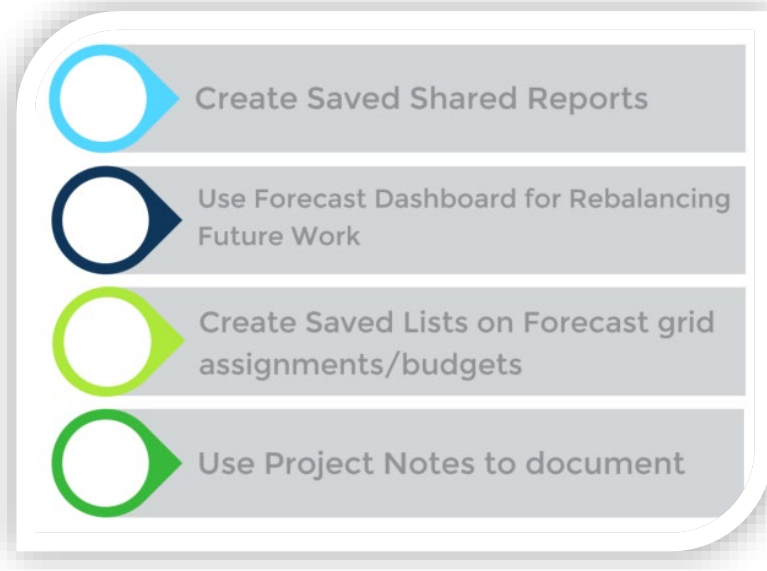 Create Saved Shared Reports
Use Forecast Dashboard for Rebalancing
Future Work
Create Saved Lists on Forecast grid
assignments/budgets
Use Project Notes to document